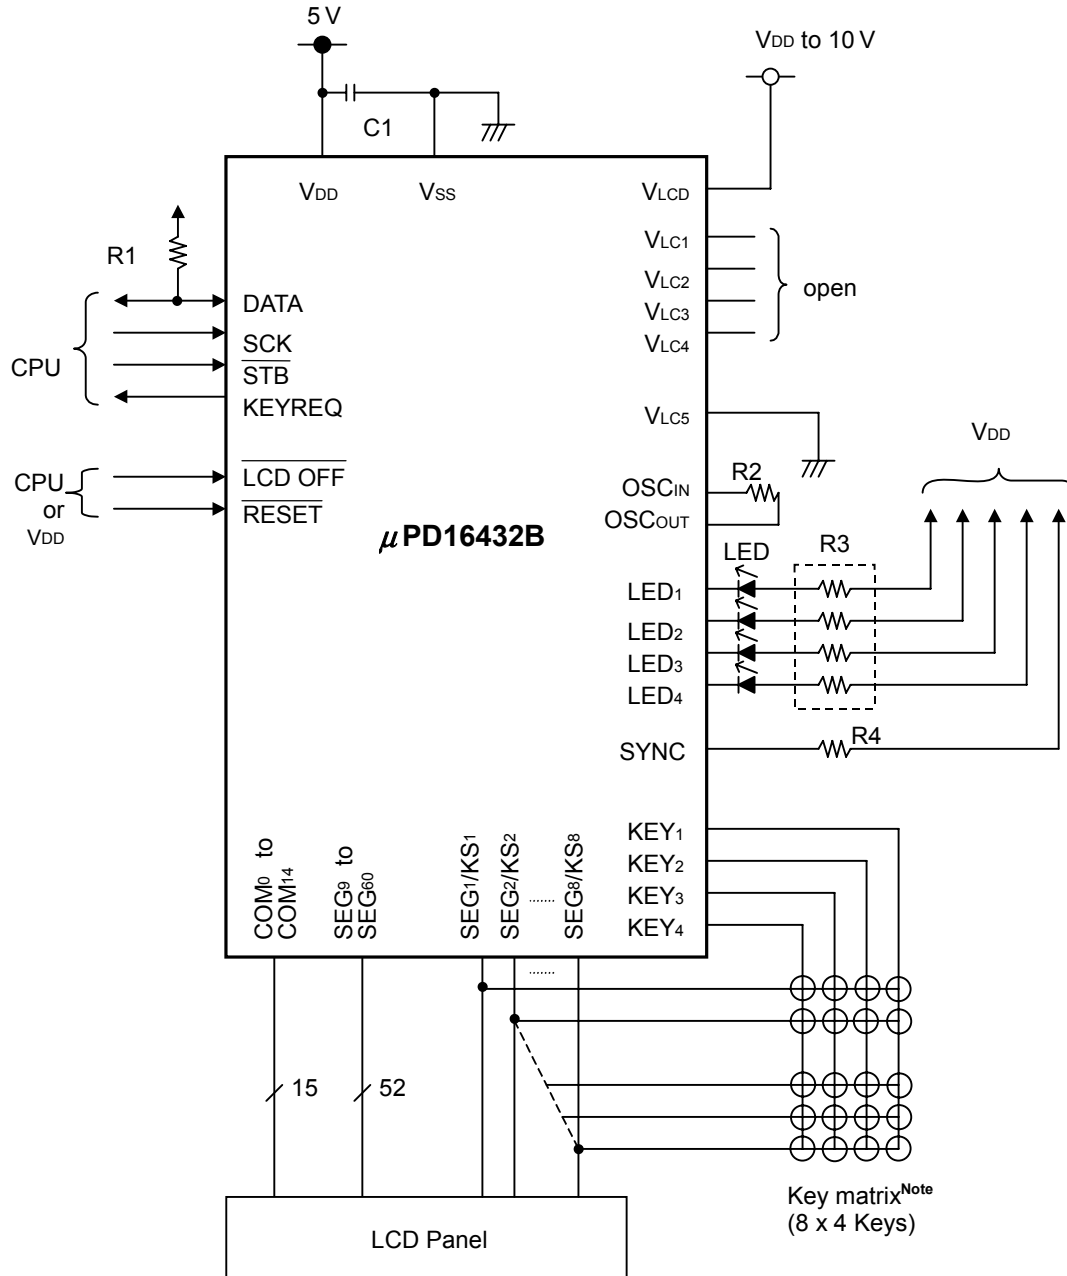 5 V
VDD to 10 V
C1
VDD
VSS
VLCD
R1
VLC1
VLC2
VLC3
VLC4
open
DATA
SCK
STB
KEYREQ
CPU
VLC5
VDD
LCD OFF
RESET
CPU
or
VDD
R2
OSCIN
OSCOUT
μPD16432B
LED
R3
LED1
LED2
LED3
LED4
SYNC
R4
KEY1
KEY2
KEY3
KEY4
COM0 to
COM14
SEG9 to
SEG60
SEG1/KS1
SEG2/KS2
........
SEG8/KS8
........
15
52
Key matrixNote
(8 x 4 Keys)
LCD Panel